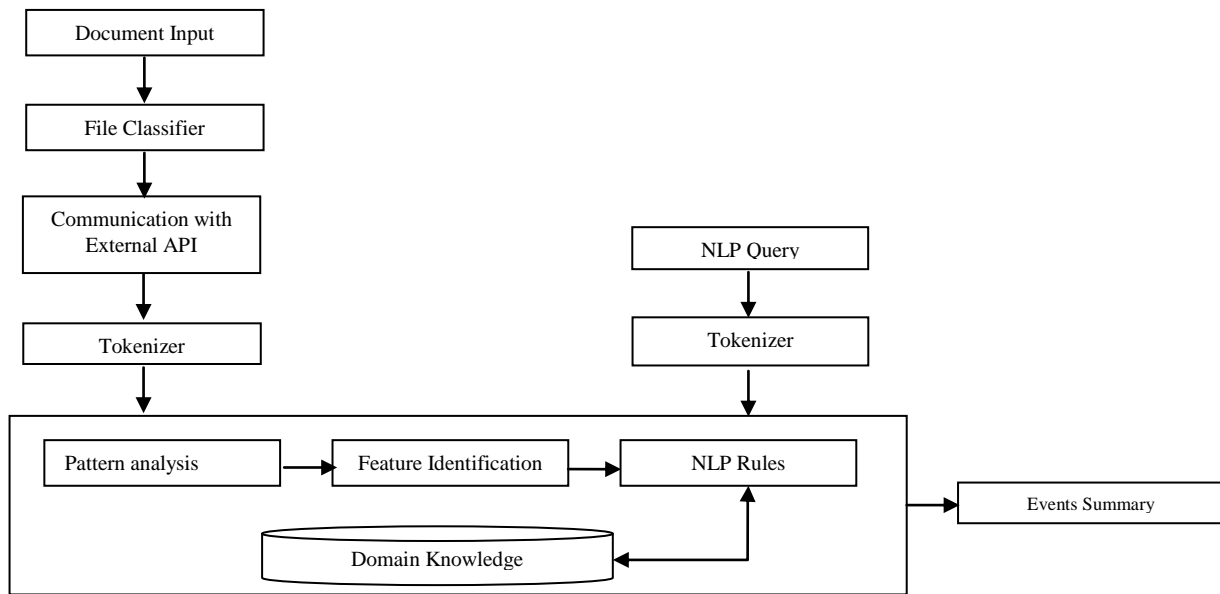 Document Input
File Classifier
Communication with
External API
Tokenizer
NLP Query
Tokenizer
Pattern analysis
Feature Identification
NLP Rules
Domain Knowledge
Events Summary